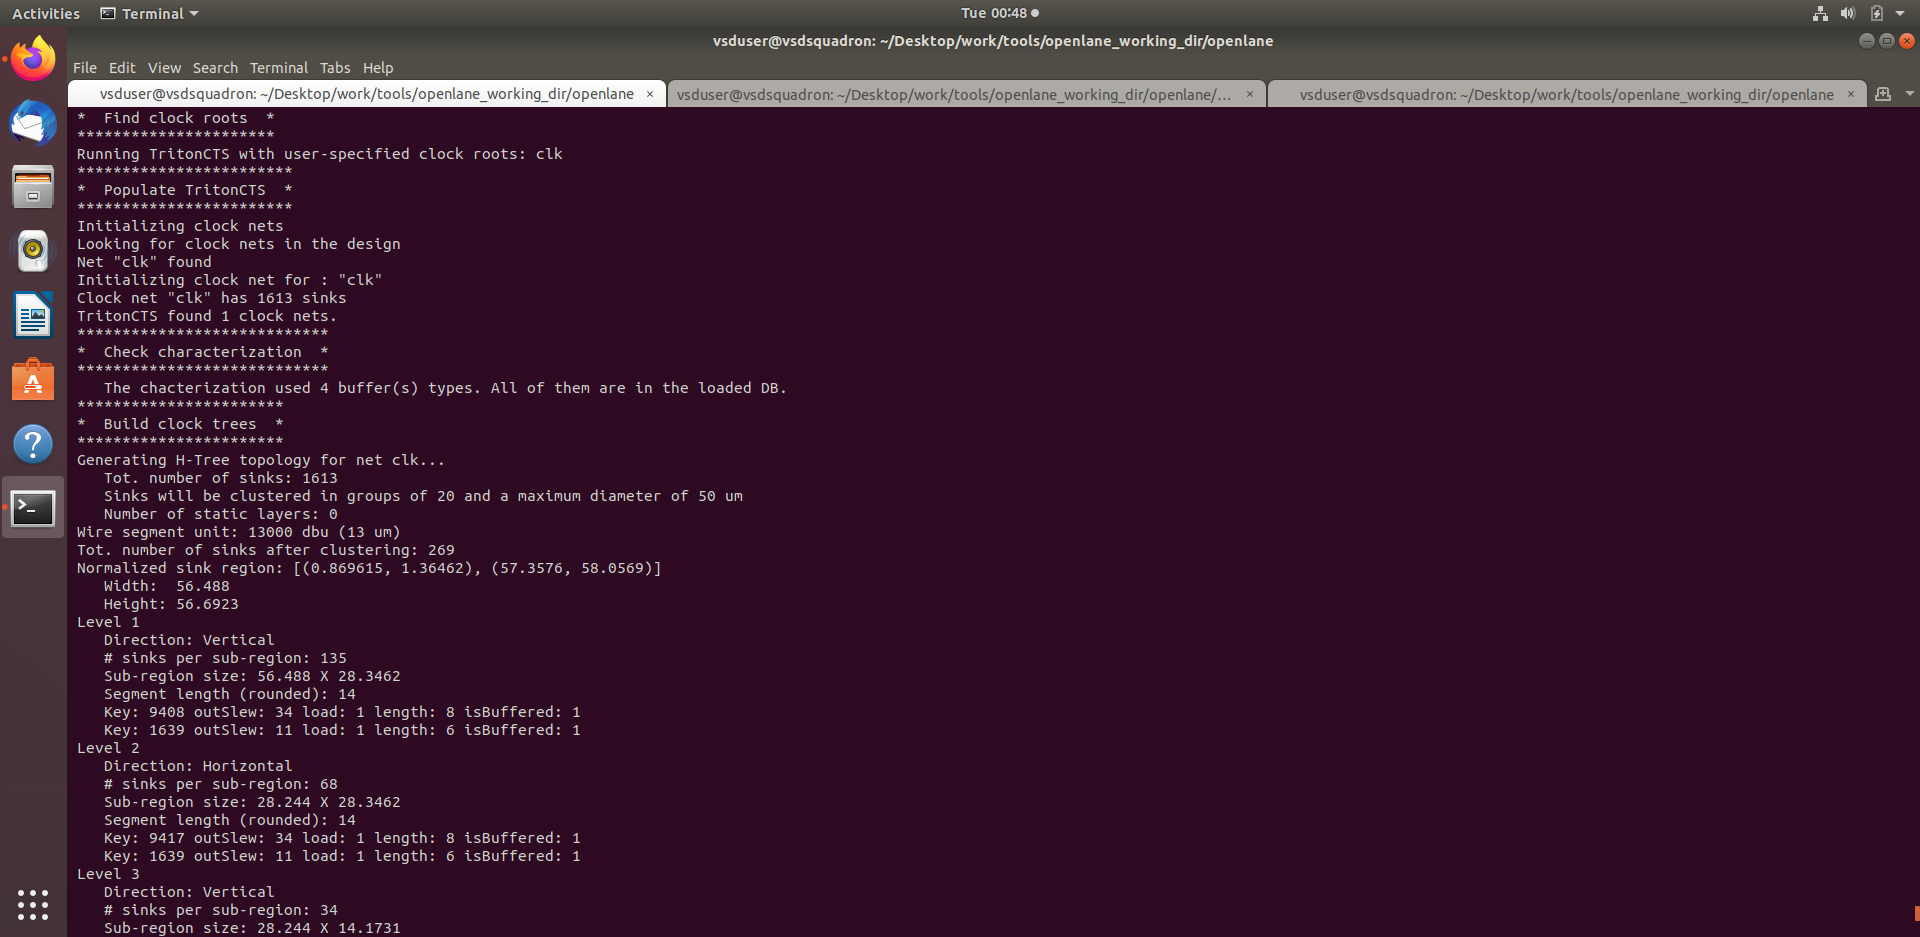 Activities Terminal Tue 00:48
vsduser@vsdsquadron: ~/Desktop/work/tools/openlane_working_dir/openlane
File Edit View Search Terminal Tabs Help
vsduser@vsdsquadron: ~/Desktop/work/tools/openlane_working_dir/openlane × vsduser@vsdsquadron: ~/Desktop/work/tools/openlane_working_dir/openlane/... × vsduser@vsdsquadron: ~/Desktop/work/tools/openlane_working_dir/openlane ×
*  Find clock roots  *
**********************
Running TritonCTS with user-specified clock roots: clk
************************
*  Populate TritonCTS  *
************************
Initializing clock nets
Looking for clock nets in the design
Net "clk" found
Initializing clock net for : "clk"
Clock net "clk" has 1613 sinks
TritonCTS found 1 clock nets.
****************************
*  Check characterization  *
****************************
   The chacterization used 4 buffer(s) types. All of them are in the loaded DB.
***********************
*  Build clock trees  *
***********************
Generating H-Tree topology for net clk...
   Tot. number of sinks: 1613
   Sinks will be clustered in groups of 20 and a maximum diameter of 50 um
   Number of static layers: 0
Wire segment unit: 13000 dbu (13 um)
Tot. number of sinks after clustering: 269
Normalized sink region: [(0.869615, 1.36462), (57.3576, 58.0569)]
   Width:  56.488
   Height: 56.6923
Level 1
   Direction: Vertical
   # sinks per sub-region: 135
   Sub-region size: 56.488 X 28.3462
   Segment length (rounded): 14
   Key: 9408 outSlew: 34 load: 1 length: 8 isBuffered: 1
   Key: 1639 outSlew: 11 load: 1 length: 6 isBuffered: 1
Level 2
   Direction: Horizontal
   # sinks per sub-region: 68
   Sub-region size: 28.244 X 28.3462
   Segment length (rounded): 14
   Key: 9417 outSlew: 34 load: 1 length: 8 isBuffered: 1
   Key: 1639 outSlew: 11 load: 1 length: 6 isBuffered: 1
Level 3
   Direction: Vertical
   # sinks per sub-region: 34
   Sub-region size: 28.244 X 14.1731